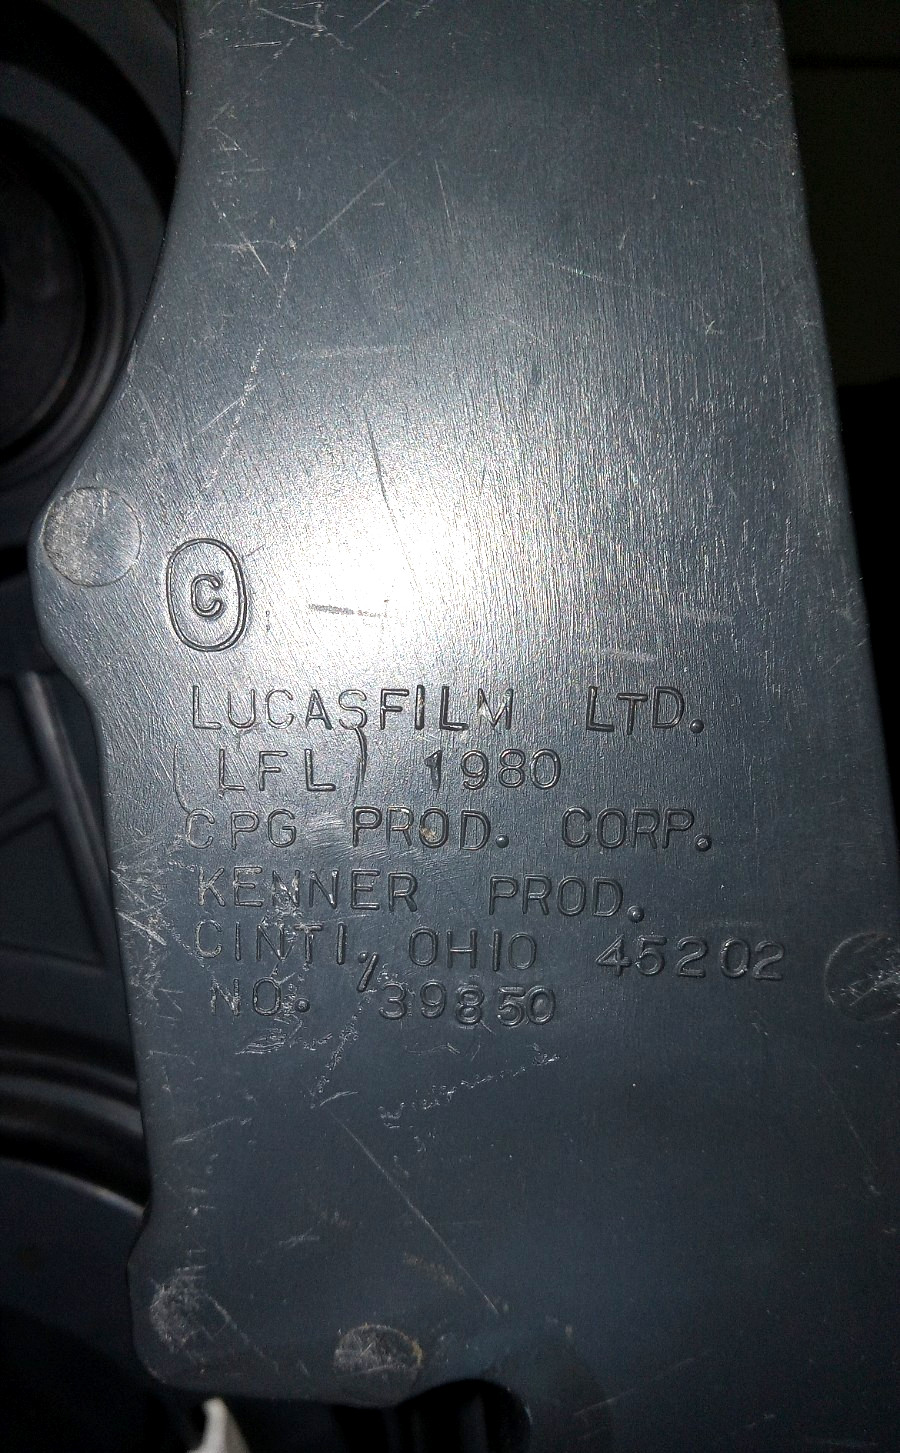 ©
LUCASFILM LTD.
(LFL) 1980
CPG PROD. CORP.
KENNER PROD.
CINTI., OHIO 45202
NO. 39850